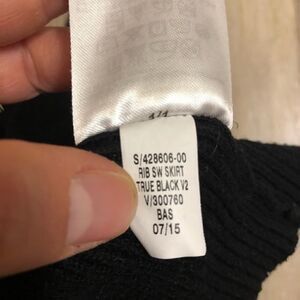 S/428606-00
RIB SW SKIRT
TRUE BLACK V2
V/300760
BAS
07/15